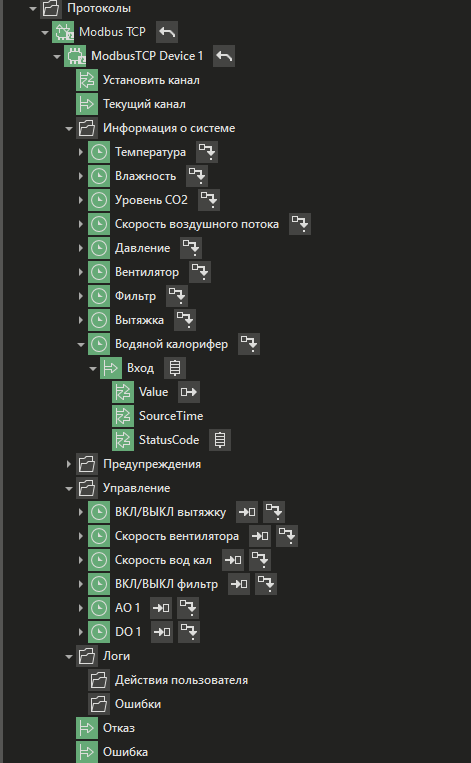 Протоколы
Modbus TCP
ModbusTCP Device 1
Установить канал
Текущий канал
Информация о системе
Температура
Влажность
Уровень CO2
Скорость воздушного потока
Давление
Вентилятор
Фильтр
Вытяжка
Водяной калорифер
Вход
Value
SourceTime
StatusCode
Предупреждения
Управление
ВКЛ/ВЫКЛ вытяжку
Скорость вентилятора
Скорость вод кал
ВКЛ/ВЫКЛ фильтр
AO 1
DO 1
Логи
Действия пользователя
Ошибки
Отказ
Ошибка